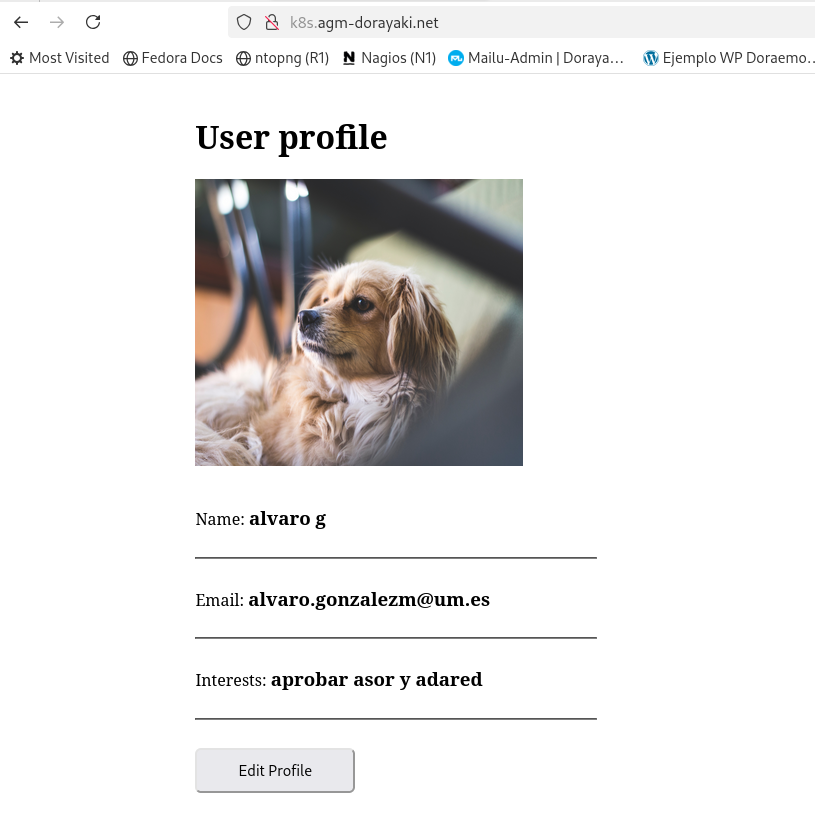 k8s.agm-dorayaki.net
Most Visited Fedora Docs ntopng (R1) Nagios (N1) Mailu-Admin | Doraya… Ejemplo WP Doraemo…
User profile
Name: alvaro g
Email: alvaro.gonzalezm@um.es
Interests: aprobar asor y adared
Edit Profile